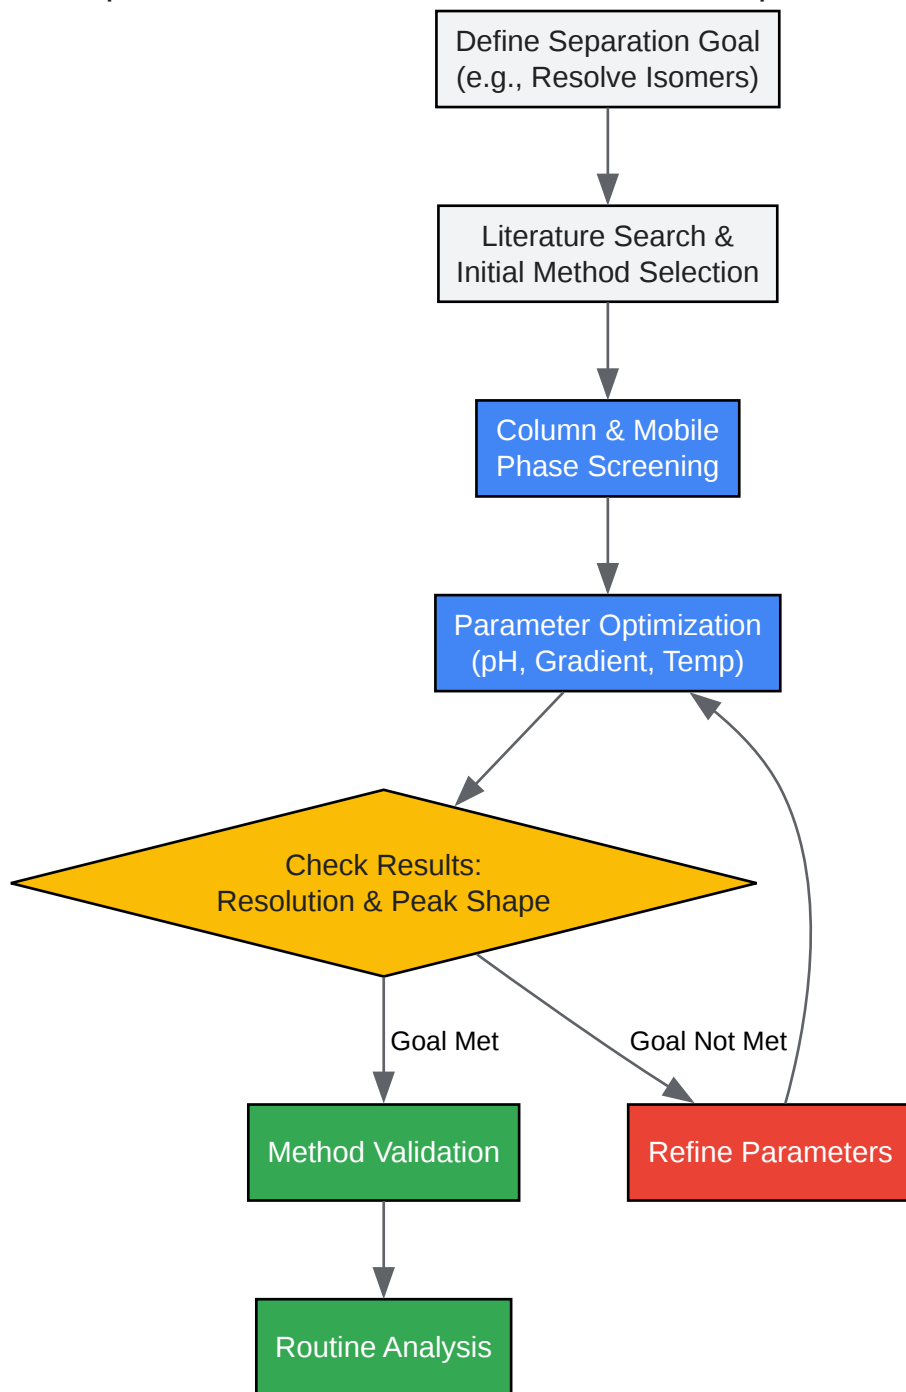 Define Separation Goal
(e.g., Resolve Isomers)
Literature Search &
Initial Method Selection
Column & Mobile
Phase Screening
Parameter Optimization
(pH, Gradient, Temp)
Check Results:
Resolution & Peak Shape
Goal Met
Goal Not Met
Method Validation
Refine Parameters
Routine Analysis